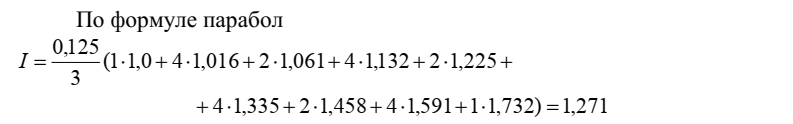 По формуле парабол
I = 0,125/3 (1·1,0 + 4·1,016 + 2·1,061 + 4·1,132 + 2·1,225 +
+ 4·1,335 + 2·1,458 + 4·1,591 + 1·1,732) = 1,271